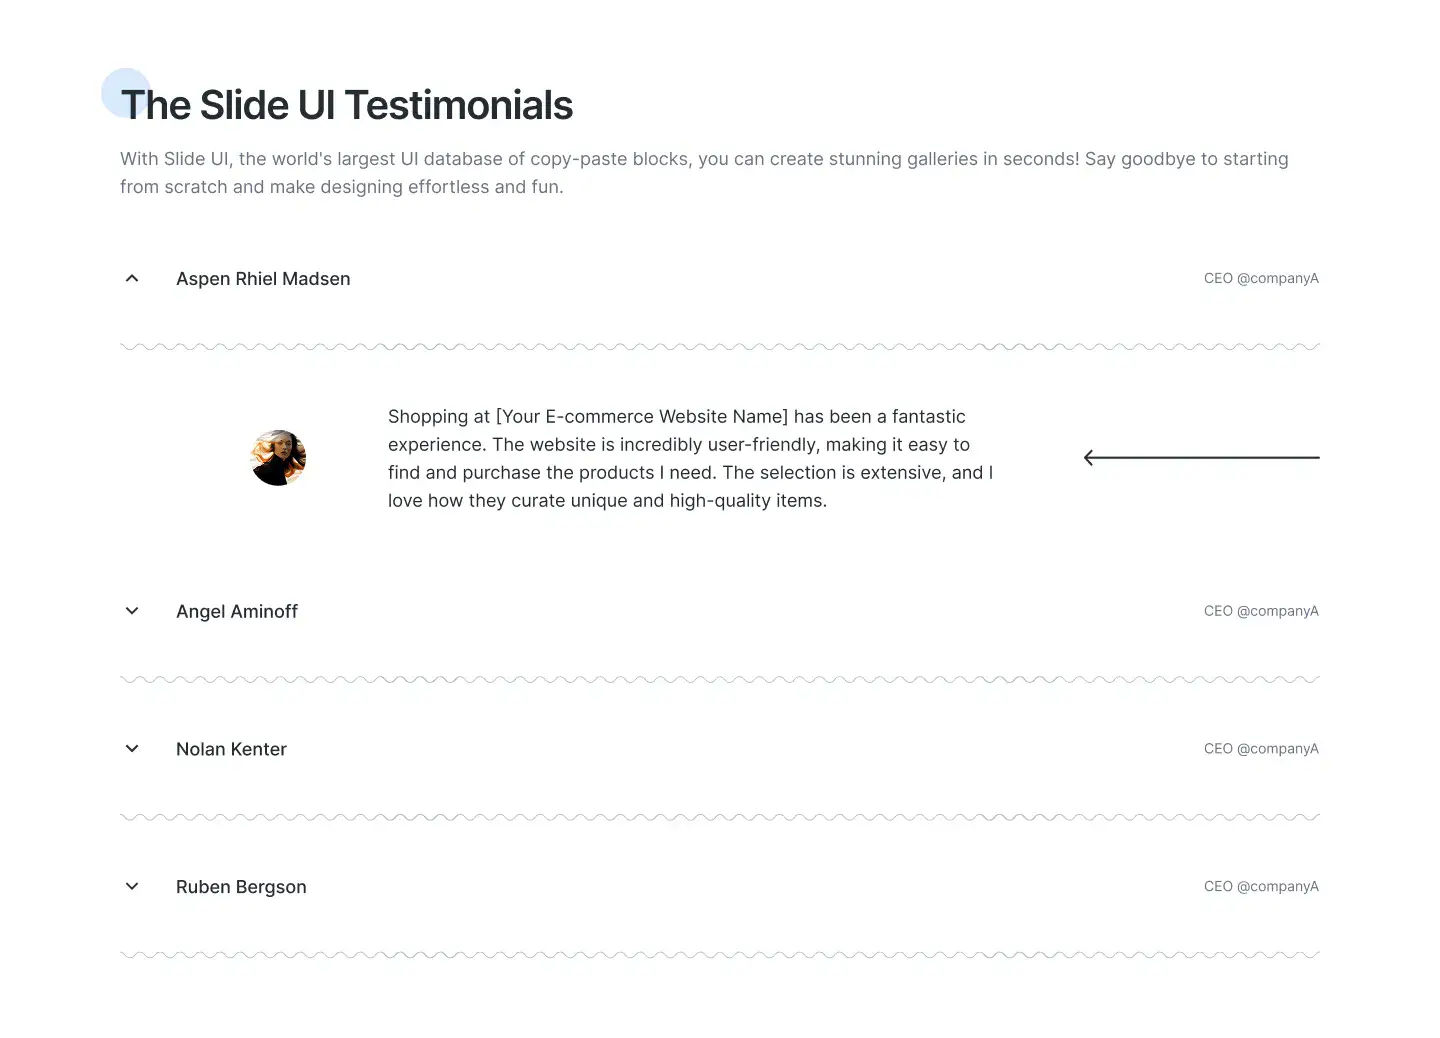 The Slide UI Testimonials
With Slide UI, the world's largest UI database of copy-paste blocks, you can create stunning galleries in seconds! Say goodbye to starting
from scratch and make designing effortless and fun.
Aspen Rhiel Madsen
CEO @companyA
Shopping at [Your E-commerce Website Name] has been a fantastic
experience. The website is incredibly user-friendly, making it easy to
find and purchase the products I need. The selection is extensive, and I
love how they curate unique and high-quality items.
Angel Aminoff
CEO @companyA
Nolan Kenter
CEO @companyA
Ruben Bergson
CEO @companyA